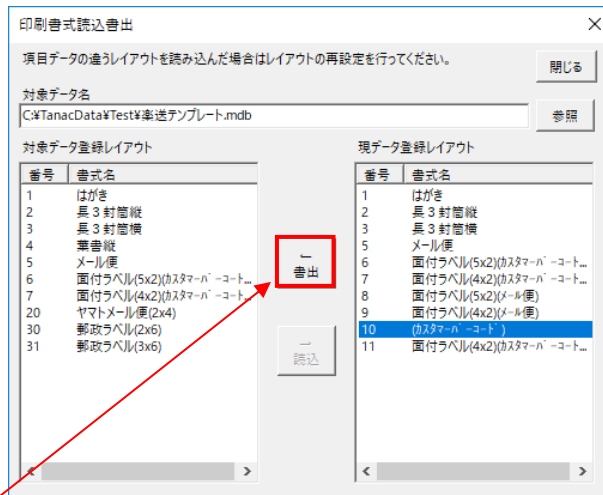 印刷書式読込書出
項目データの違うレイアウトを読み込んだ場合はレイアウトの再設定を行ってください。
閉じる
対象データ名
C:¥TanacData¥Test¥楽送テンプレート.mdb
参照
対象データ登録レイアウト
番号 書式名
1 はがき
2 長３封筒縦
3 長３封筒横
4 葉書縦
5 メール便
6 面付ラベル(5x2)(ｶｽﾀﾏｰﾊﾞｰｺｰﾄ...
7 面付ラベル(4x2)(ｶｽﾀﾏｰﾊﾞｰｺｰﾄ...
20 ヤマトメール便(2x4)
30 郵政ラベル(2x6)
31 郵政ラベル(3x6)
←
書出
→
読込
現データ登録レイアウト
番号 書式名
1 はがき
2 長３封筒縦
3 長３封筒横
5 メール便
6 面付ラベル(5x2)(ｶｽﾀﾏｰﾊﾞｰｺｰﾄ...
7 面付ラベル(4x2)(ｶｽﾀﾏｰﾊﾞｰｺｰﾄ...
8 面付ラベル(5x2)(ﾒｰﾙ便)
9 面付ラベル(4x2)(ﾒｰﾙ便)
10 (ｶｽﾀﾏｰﾊﾞｰｺｰﾄﾞ)
11 面付ラベル(4x2)(ｶｽﾀﾏｰﾊﾞｰｺｰﾄ...